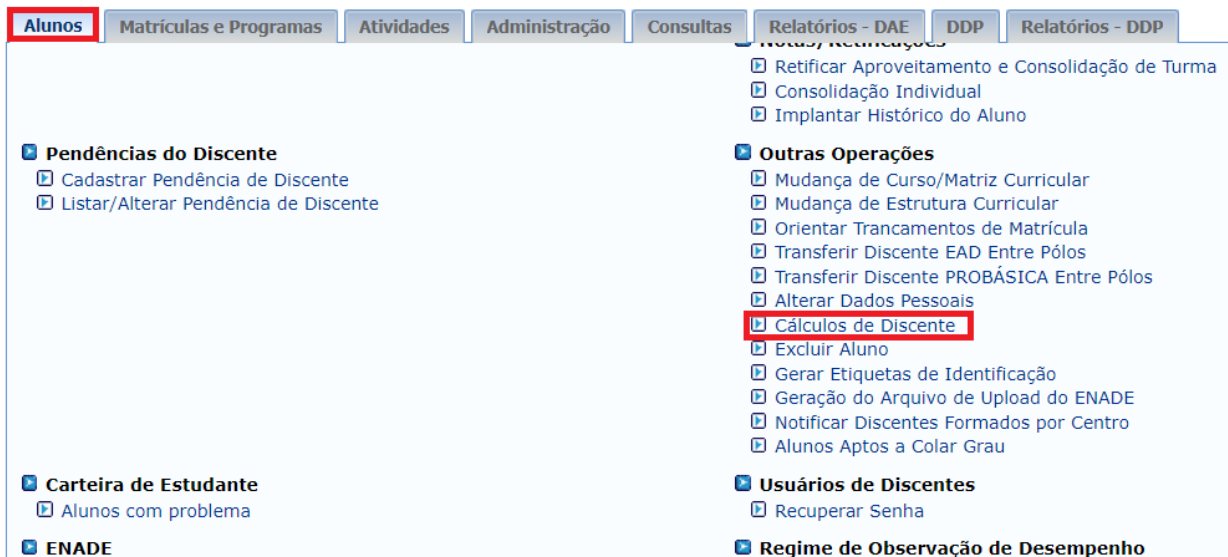 Alunos Matrículas e Programas Atividades Administração Consultas Relatórios - DAE DDP Relatórios - DDP
Notas/Retificações
Retificar Aproveitamento e Consolidação de Turma
Consolidação Individual
Implantar Histórico do Aluno
Pendências do Discente
Cadastrar Pendência de Discente
Listar/Alterar Pendência de Discente
Outras Operações
Mudança de Curso/Matriz Curricular
Mudança de Estrutura Curricular
Orientar Trancamentos de Matrícula
Transferir Discente EAD Entre Pólos
Transferir Discente PROBÁSICA Entre Pólos
Alterar Dados Pessoais
Cálculos de Discente
Excluir Aluno
Gerar Etiquetas de Identificação
Geração do Arquivo de Upload do ENADE
Notificar Discentes Formados por Centro
Alunos Aptos a Colar Grau
Carteira de Estudante
Alunos com problema
Usuários de Discentes
Recuperar Senha
ENADE
Regime de Observação de Desempenho